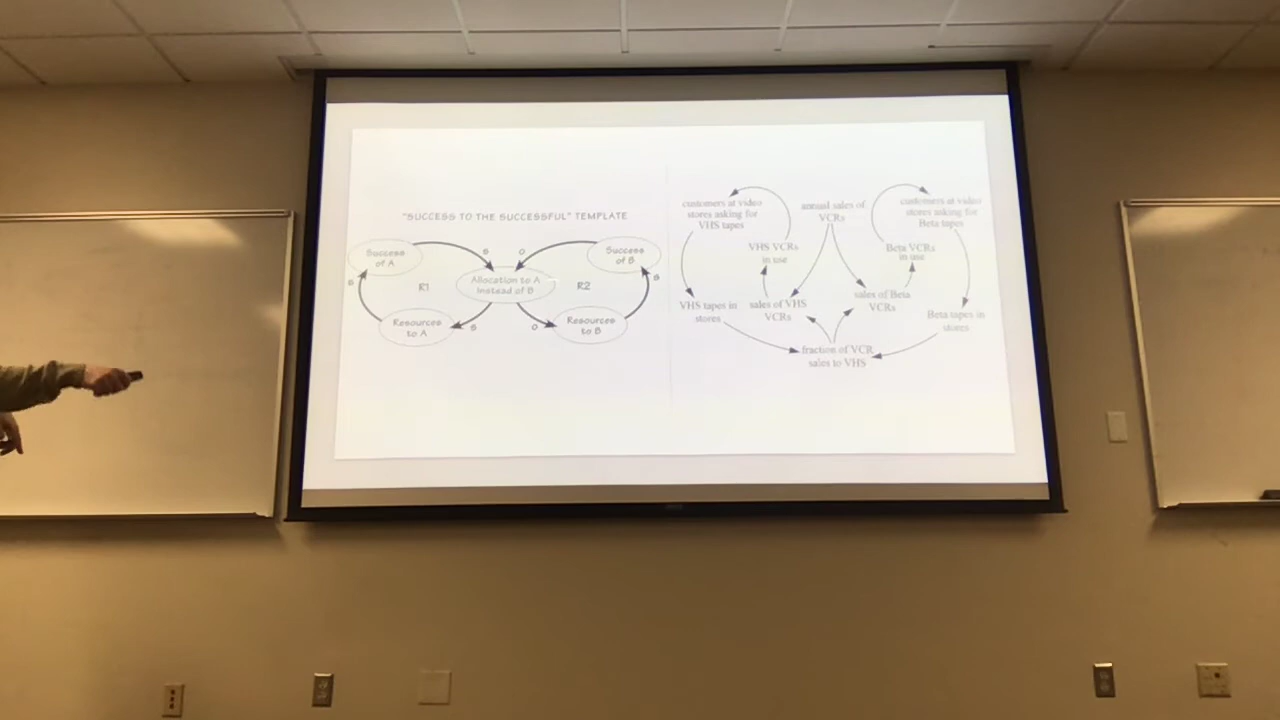 "SUCCESS TO THE SUCCESSFUL" TEMPLATE
Success
of A
S
O
Success
of B
S
R1
Allocation to A
Instead of B
R2
S
Resources
to A
S
O
Resources
to B
customers at video
stores asking for
VHS tapes
annual sales of
VCRs
customers at video
stores asking for
Beta tapes
VHS VCRs
in use
Beta VCRs
in use
VHS tapes in
stores
sales of VHS
VCRs
sales of Beta
VCRs
Beta tapes in
stores
fraction of VCR
sales to VHS